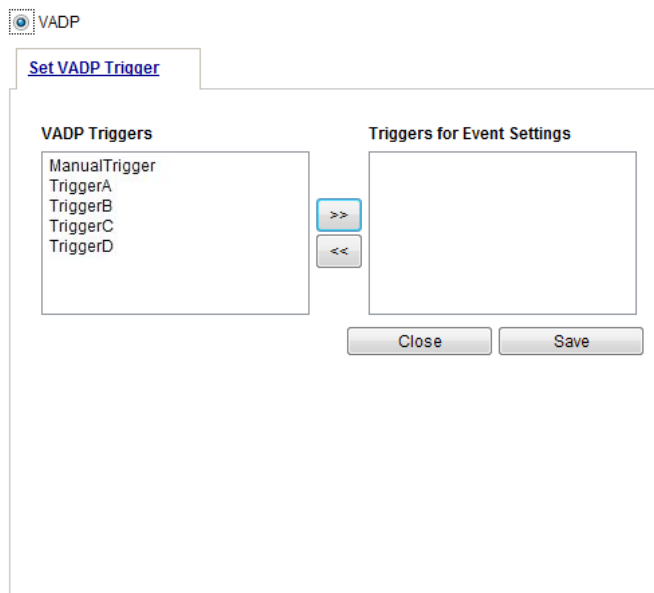 VADP
Set VADP Trigger
VADP Triggers
Triggers for Event Settings
ManualTrigger
TriggerA
TriggerB
TriggerC
TriggerD
>>
<<
Close
Save